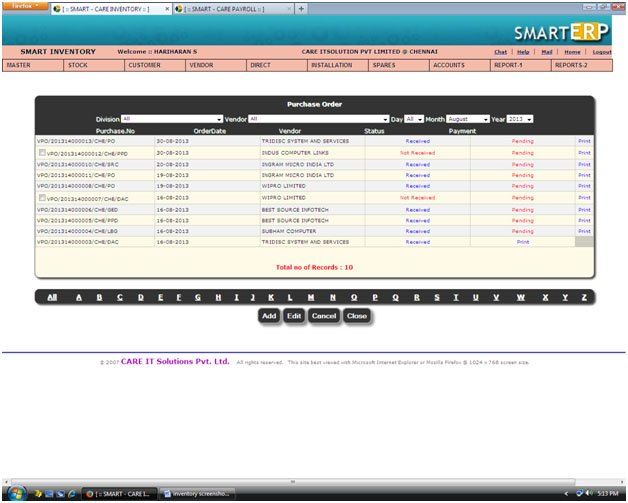 firefox
[ :: SMART - CARE INVENTORY :: ] × [ :: SMART - CARE PAYROLL :: ] × +
SMARTERP
SMART INVENTORY Welcome :: HARIHARAN S CARE ITSOLUTION PVT LIMITED @ CHENNAI Chat | Help | Mail | Home | Logout
MASTER STOCK CUSTOMER VENDOR DIRECT INSTALLATION SPARES ACCOUNTS REPORT-1 REPORTS-2
Purchase Order
Division All Vendor All Day All Month August Year 2013
Purchase.No OrderDate Vendor Status Payment
VPO/201314000013/CHE/PO 30-08-2013 TRIDISC SYSTEM AND SERVICES Received Pending Print
VPO/201314000012/CHE/PPD 30-08-2013 INDUS COMPUTER LINKS Not Received Pending Print
VPO/201314000010/CHE/ERC 20-08-2013 INGRAM MICRO INDIA LTD Received Pending Print
VPO/201314000011/CHE/PO 19-08-2013 INGRAM MICRO INDIA LTD Received Pending Print
VPO/201314000008/CHE/PO 19-08-2013 WIPRO LIMITED Received Pending Print
VPO/201314000007/CHE/DAC 16-08-2013 WIPRO LIMITED Not Received Pending Print
VPO/201314000006/CHE/GED 16-08-2013 BEST SOURCE INFOTECH Received Pending Print
VPO/201314000005/CHE/PPD 16-08-2013 BEST SOURCE INFOTECH Received Pending Print
VPO/201314000004/CHE/LBG 16-08-2013 SUBHAM COMPUTER Received Pending Print
VPO/201314000003/CHE/DAC 16-08-2013 TRIDISC SYSTEM AND SERVICES Received Print
Total no of Records : 10
All A B C D E F G H I J K L M N O P Q R S T U V W X Y Z
Add Edit Cancel Close
© 2007 CARE IT Solutions Pvt. Ltd. All rights reserved. This site best viewed with Microsoft Internet Explorer or Mozilla Firefox @ 1024 x 768 screen size.
[ :: SMART - CARE I... inventory screensho... 5:13 PM